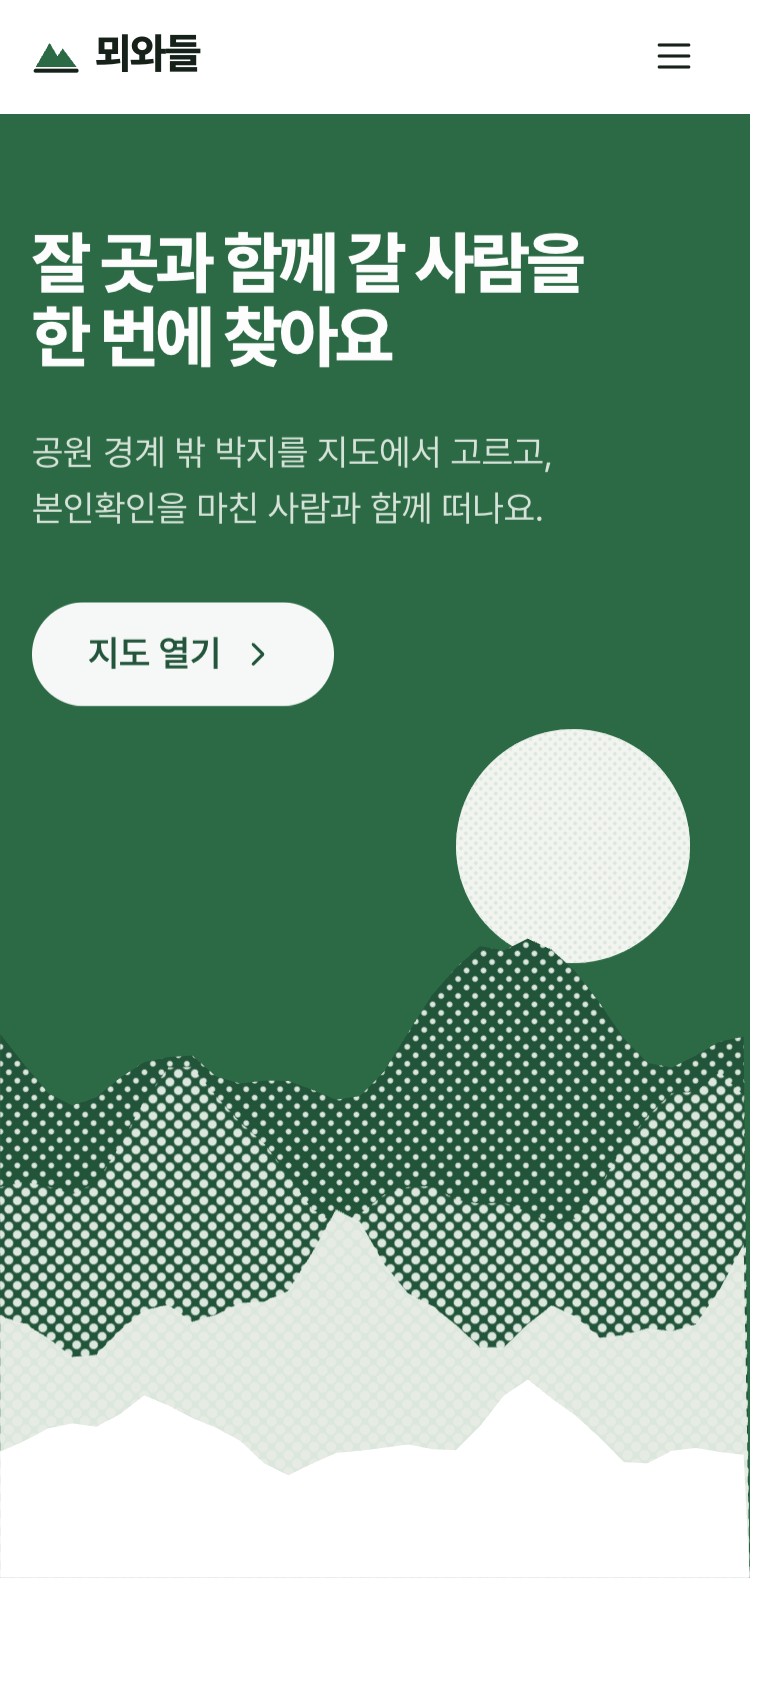 뫼와들
잘 곳과 함께 갈 사람을
한 번에 찾아요
공원 경계 밖 박지를 지도에서 고르고,
본인확인을 마친 사람과 함께 떠나요.
지도 열기